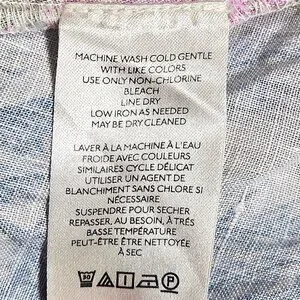 MACHINE WASH COLD GENTLE
WITH LIKE COLORS
USE ONLY NON-CHLORINE
BLEACH
LINE DRY
LOW IRON AS NEEDED
MAY BE DRY CLEANED
LAVER À LA MACHINE À L'EAU
FROIDE AVEC COULEURS
SIMILAIRES CYCLE DÉLICAT
UTILISER UN AGENT DE
BLANCHIMENT SANS CHLORE SI
NÉCESSAIRE
SUSPENDRE POUR SECHER
REPASSER, AU BESOIN, À TRÈS
BASSE TEMPÉRATURE
PEUT-ÊTRE ÊTRE NETTOYÉE
À SEC